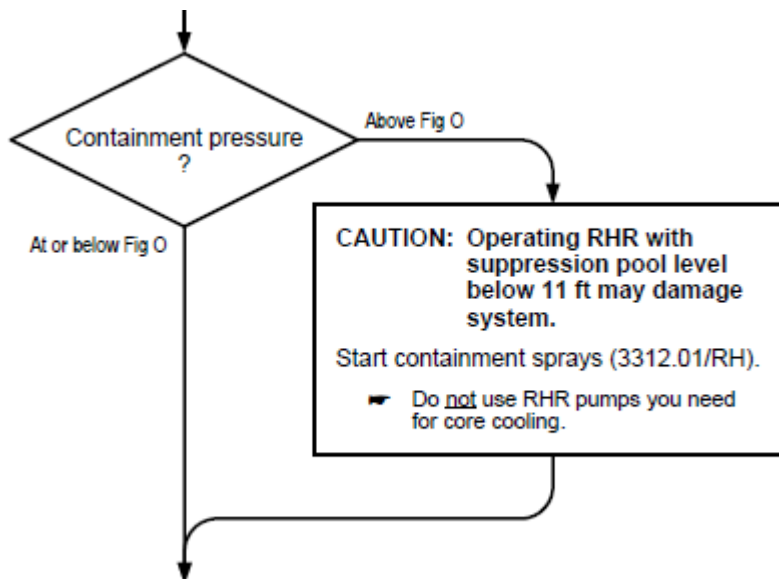 Containment pressure
?
Above Fig O
At or below Fig O
CAUTION: Operating RHR with
suppression pool level
below 11 ft may damage
system.
Start containment sprays (3312.01/RH).
☛ Do not use RHR pumps you need
for core cooling.